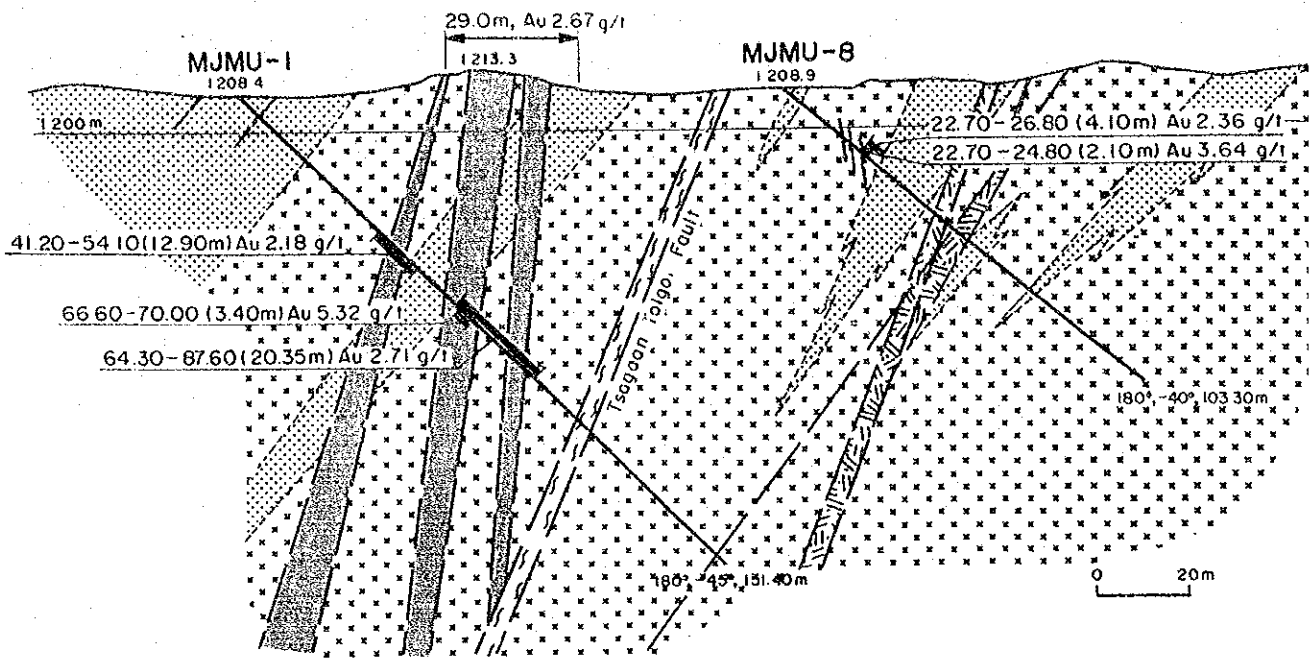 29.0m, Au 2.67 g/t
MJMU-1
1208.4
1213.3
MJMU-8
1208.9
1200m
22.70-26.80 (4.10m) Au 2.36 g/t
22.70-24.80 (2.10m) Au 3.64 g/t
41.20-54.10 (12.90m) Au 2.18 g/t
66.60-70.00 (3.40m) Au 5.32 g/t
64.30-87.60 (20.35m) Au 2.71 g/t
Tsagaan Tolgoi Fault
180°, -40°, 103.30m
180°, -45°, 151.40m
0 20m